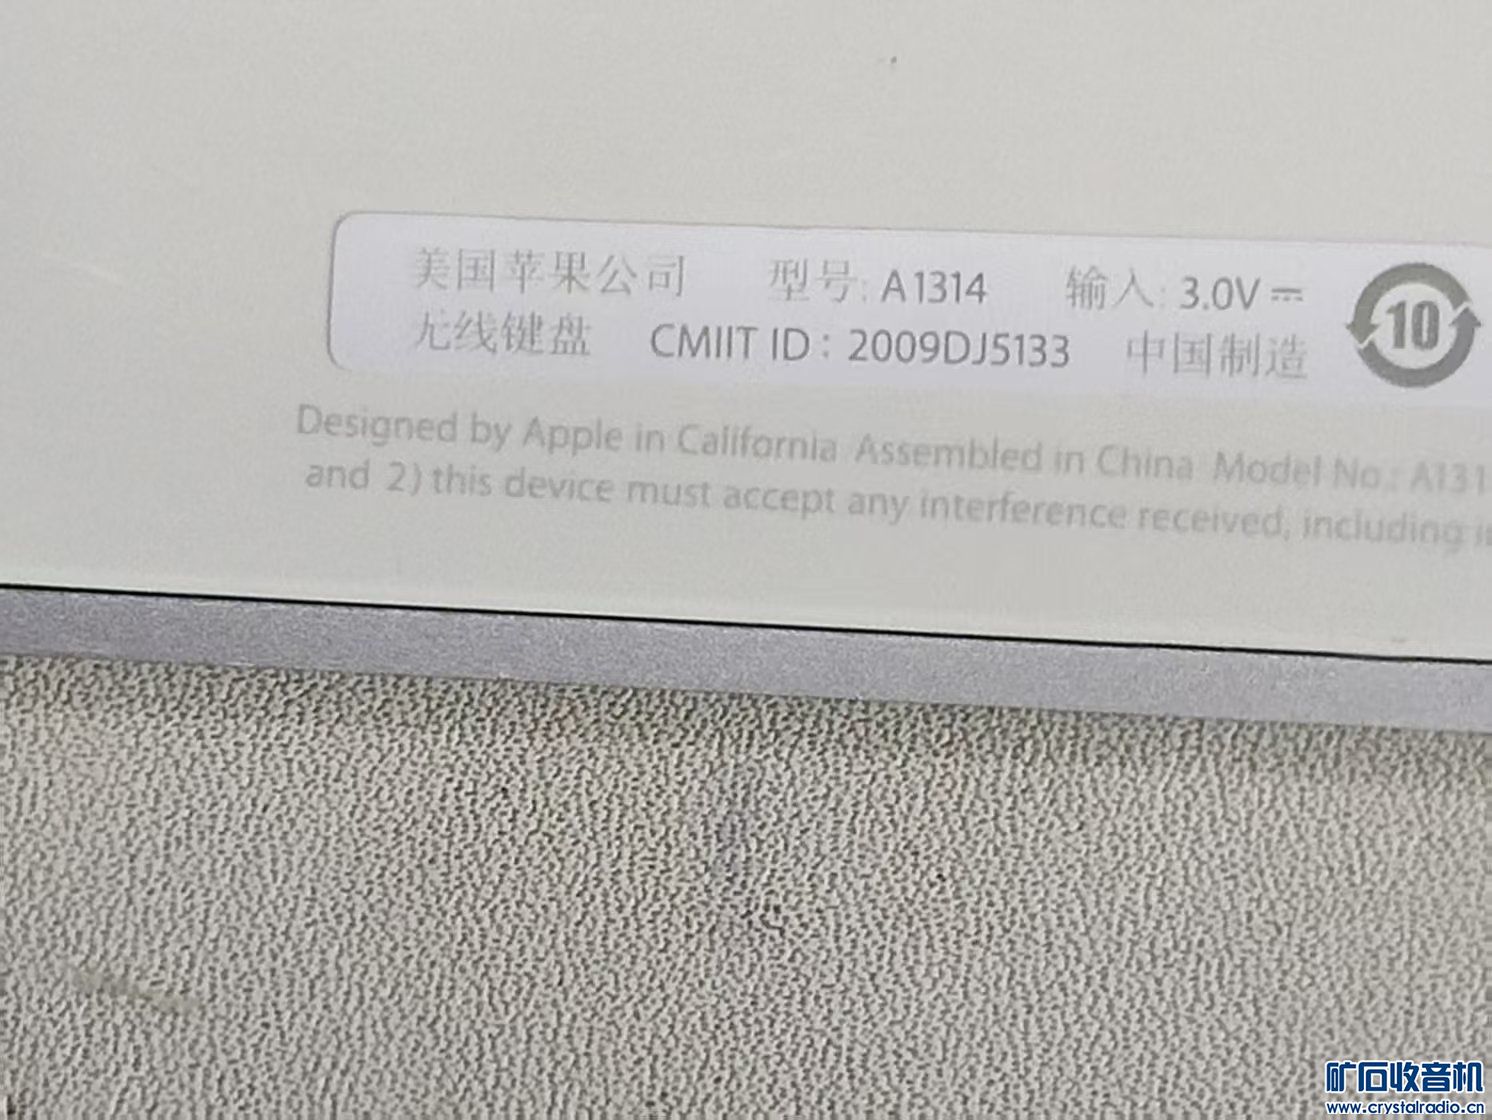 美国苹果公司 型号: A1314 输入: 3.0V⎓
无线键盘 CMIIT ID : 2009DJ5133 中国制造
10
Designed by Apple in California Assembled in China Model No.: A131
and 2) this device must accept any interference received, including
矿石收音机
www.crystalradio.cn